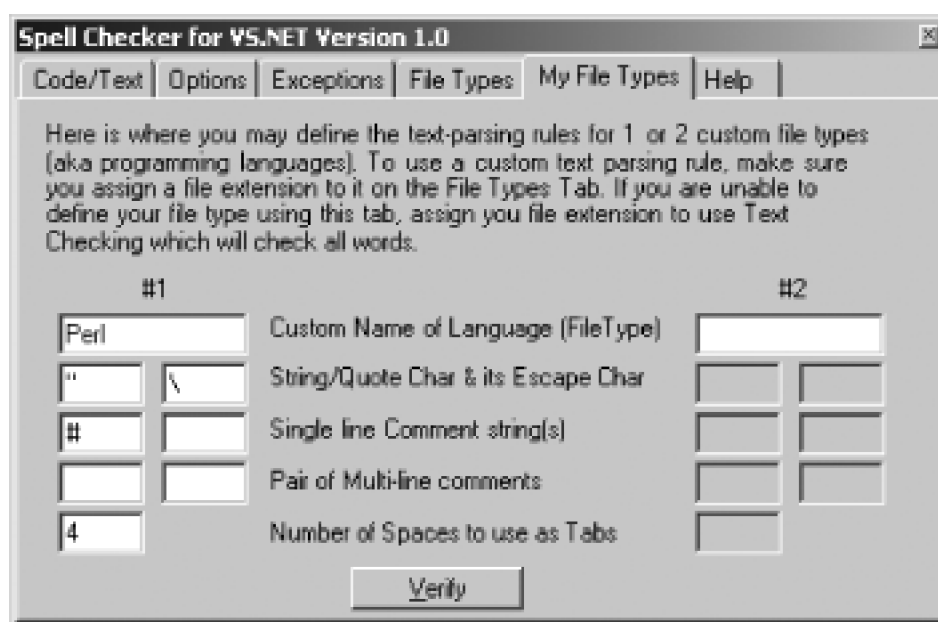 Spell Checker for VS.NET Version 1.0
Code/Text Options Exceptions File Types My File Types Help
Here is where you may define the text-parsing rules for 1 or 2 custom file types
(aka programming languages). To use a custom text parsing rule, make sure
you assign a file extension to it on the File Types Tab. If you are unable to
define your file type using this tab, assign you file extension to use Text
Checking which will check all words.
#1 #2
Perl Custom Name of Language (FileType)
" \ String/Quote Char & its Escape Char
# Single line Comment string(s)
Pair of Multi-line comments
4 Number of Spaces to use as Tabs
Verify